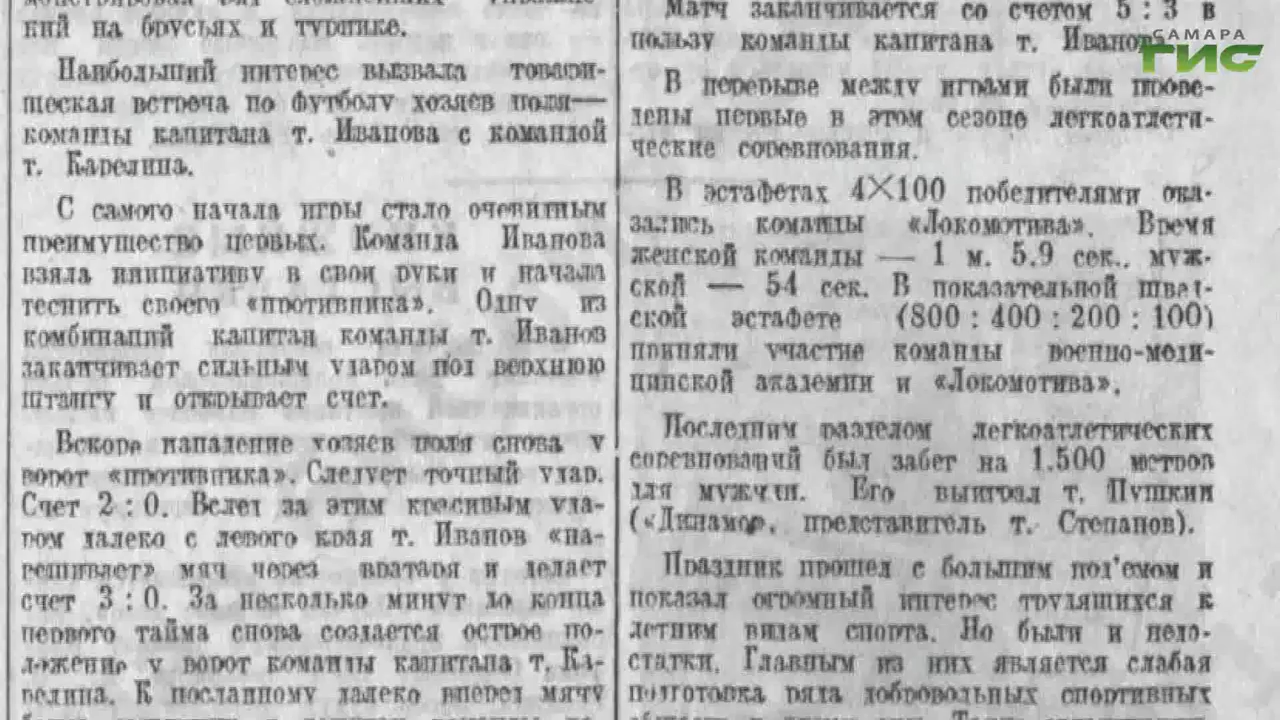 кий на брусьях и турнике.
Наибольший интерес вызвала товари-
щеская встреча по футболу хозяев поля—
команды капитана т. Иванова с командой
т. Карелина.
С самого начала игры стало очевидным
преимущество первых. Команда Иванова
взяла инициативу в свои руки и начала
теснить своего «противника». Одну из
комбинаций капитан команды т. Иванов
заканчивает сильным ударом под верхнюю
штангу и открывает счет.
Вскоре нападение хозяев поля снова у
ворот «противника». Следует точный удар.
Счет 2:0. Вслед за этим красивым уда-
ром далеко с левого края т. Иванов «на-
вешивает» мяч через вратаря и делает
счет 3:0. За несколько минут до конца
первого тайма снова создается острое по-
ложение у ворот команды капитана т. Ка-
релина. К посланному далеко вперед мячу
Матч заканчивается со счетом 5:3 в
пользу команды капитана т. Иванова
САМАРА
ГИС
В перерыве между играми были прове-
дены первые в этом сезоне легкоатлети-
ческие соревнования.
В эстафетах 4×100 победителями ока-
зались команды «Локомотива». Время
женской команды — 1 м. 5,9 сек., муж-
ской — 54 сек. В показательной швед-
ской эстафете (800:400:200:100)
приняли участие команды военно-меди-
цинской академии и «Локомотива».
Последним разделом легкоатлетических
соревнований был забег на 1.500 метров
для мужчин. Его выиграл т. Пушкин
(«Динамо», представитель т. Степанов).
Праздник прошел с большим под'емом и
показал огромный интерес трудящихся к
летним видам спорта. Но были и недо-
статки. Главным из них является слабая
подготовка ряда добровольных спортивных